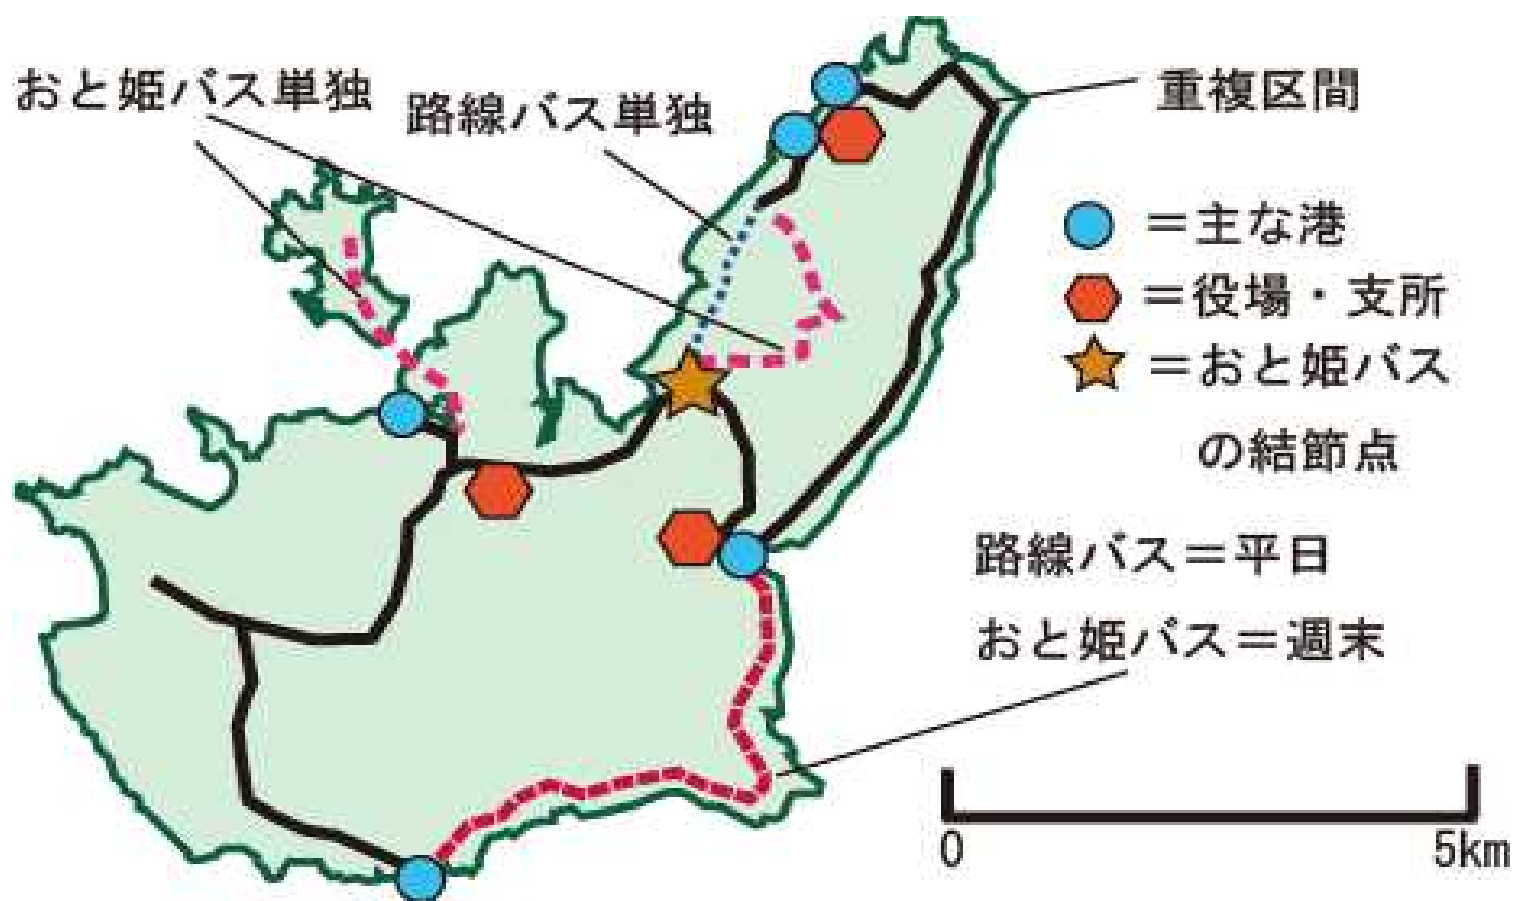 おと姫バス単独
路線バス単独
重複区間
＝主な港
＝役場・支所
＝おと姫バス
の結節点
路線バス＝平日
おと姫バス＝週末
0
5km